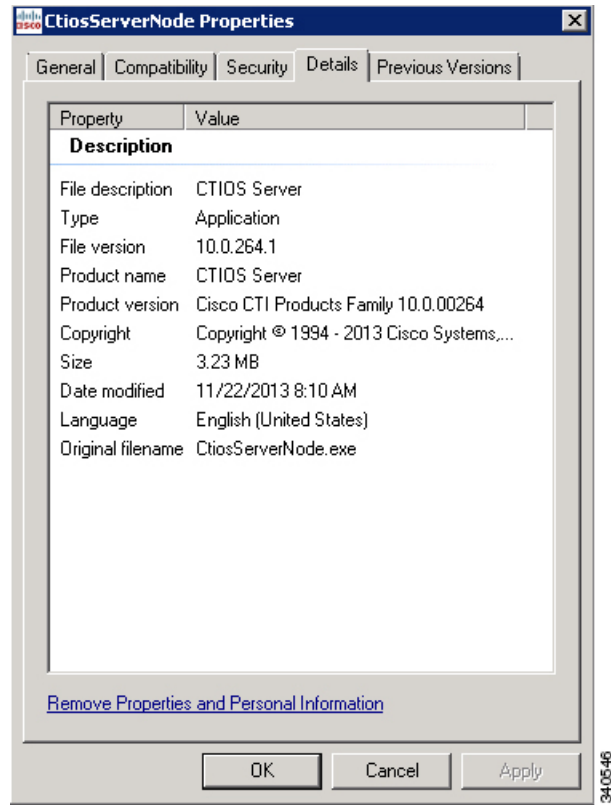 CtiosServerNode Properties
General Compatibility Security Details Previous Versions
Property Value
Description
File description CTIOS Server
Type Application
File version 10.0.264.1
Product name CTIOS Server
Product version Cisco CTI Products Family 10.0.00264
Copyright Copyright © 1994 - 2013 Cisco Systems,...
Size 3.23 MB
Date modified 11/22/2013 8:10 AM
Language English (United States)
Original filename CtiosServerNode.exe
Remove Properties and Personal Information
OK Cancel Apply
340546